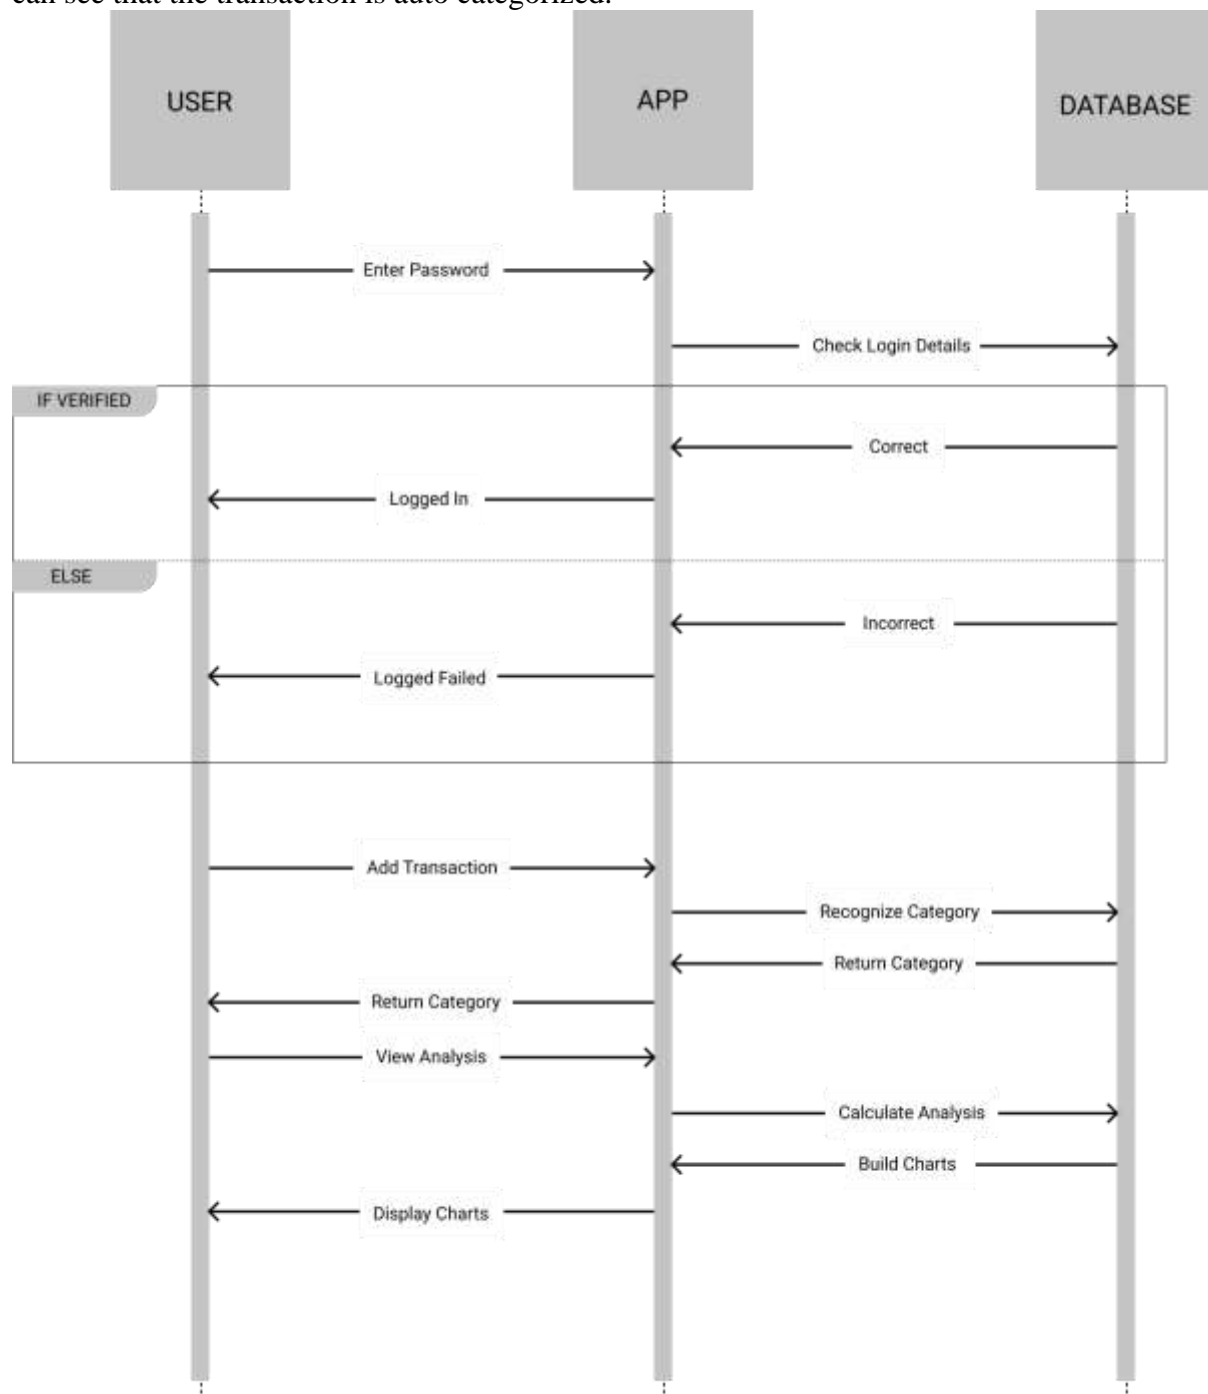 can see that the transaction is auto categorized.
USER
APP
DATABASE
Enter Password
Check Login Details
IF VERIFIED
Correct
Logged In
ELSE
Incorrect
Logged Failed
Add Transaction
Recognize Category
Return Category
Return Category
View Analysis
Calculate Analysis
Build Charts
Display Charts